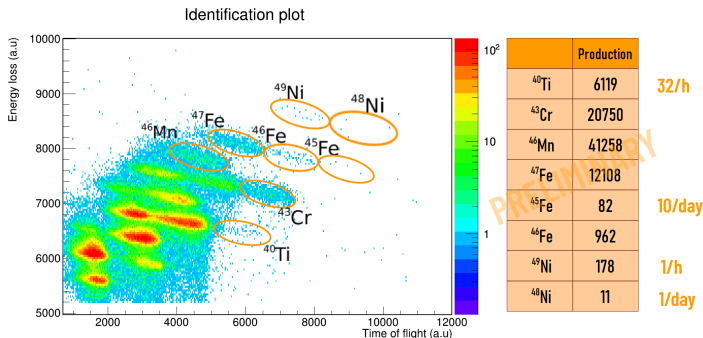 Identification plot
Energy loss (a.u)
10000
9000
8000
7000
6000
5000
2000
4000
6000
8000
10000
12000
Time of flight (a.u)
⁴⁹Ni
⁴⁸Ni
⁴⁷Fe
⁴⁶Fe
⁴⁶Mn
⁴⁵Fe
⁴³Cr
⁴⁰Ti
10²
10
1
Production
⁴⁰Ti 6119 32/h
⁴³Cr 20750
⁴⁶Mn 41258
⁴⁷Fe 12108
⁴⁵Fe 82 10/day
⁴⁶Fe 962
⁴⁹Ni 178 1/h
⁴⁸Ni 11 1/day
PRELIMINARY